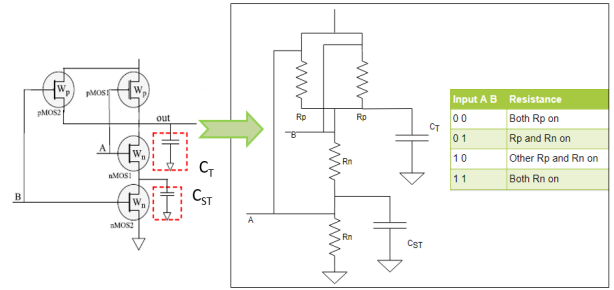 Wp
Wp
pMOS1
pMOS2
out
A
Wn
nMOS1
CT
B
Wn
CST
nMOS2
Rp
Rp
CT
B
Rn
A
Rn
CST
Input A B Resistance
0 0 Both Rp on
0 1 Rp and Rn on
1 0 Other Rp and Rn on
1 1 Both Rn on